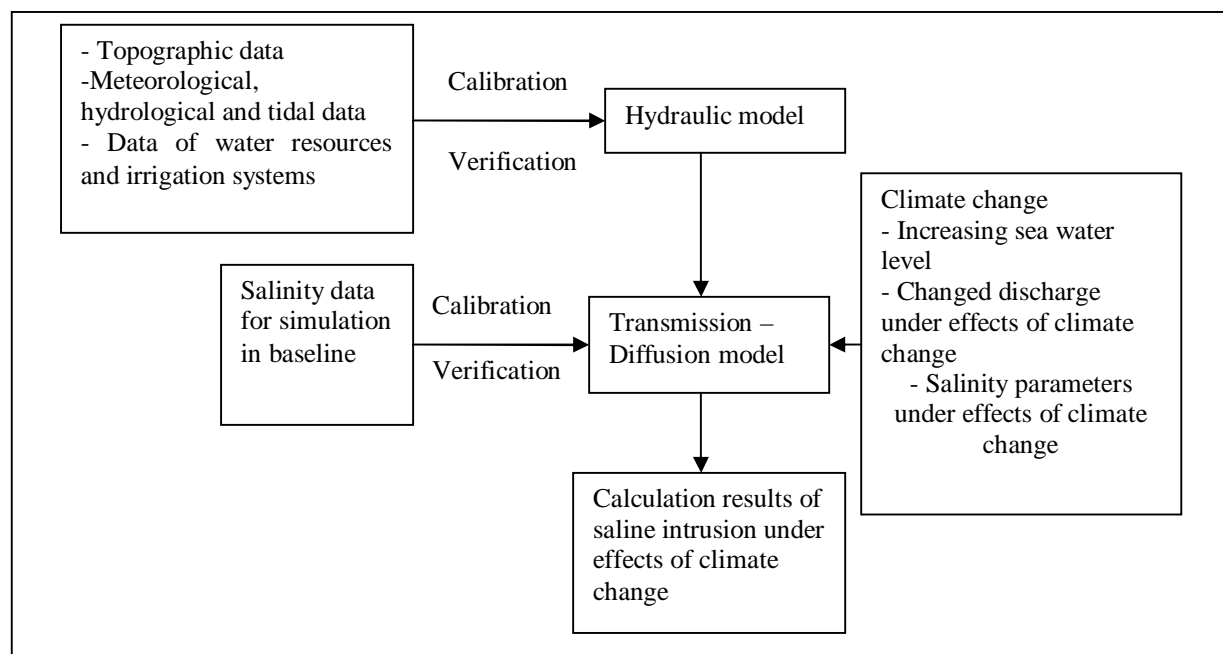 - Topographic data
-Meteorological,
hydrological and tidal data
- Data of water resources
and irrigation systems
Calibration
Verification
Hydraulic model
Climate change
- Increasing sea water
level
- Changed discharge
under effects of climate
change
- Salinity parameters
under effects of climate
change
Salinity data
for simulation
in baseline
Calibration
Verification
Transmission –
Diffusion model
Calculation results of
saline intrusion under
effects of climate
change